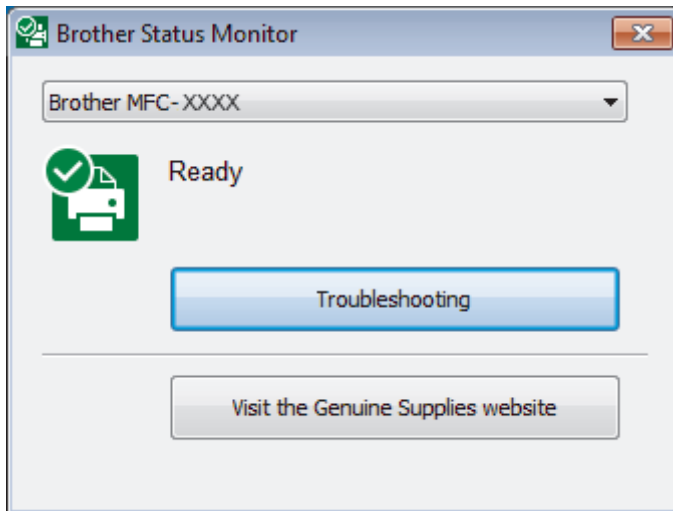 Brother Status Monitor
Brother MFC-XXXX
Ready
Troubleshooting
Visit the Genuine Supplies website